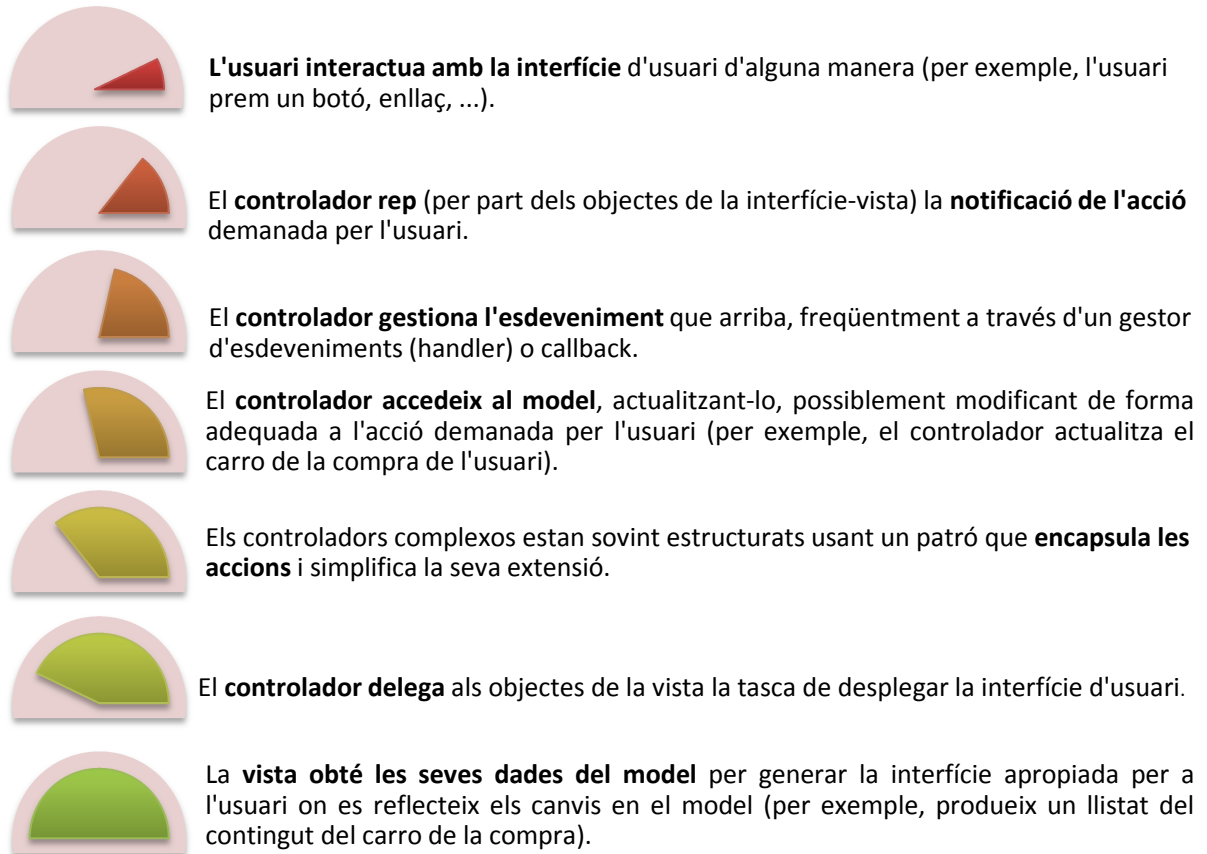 L'usuari interactua amb la interfície d'usuari d'alguna manera (per exemple, l'usuari
prem un botó, enllaç, ...).
El controlador rep (per part dels objectes de la interfície-vista) la notificació de l'acció
demanada per l'usuari.
El controlador gestiona l'esdeveniment que arriba, freqüentment a través d'un gestor
d'esdeveniments (handler) o callback.
El controlador accedeix al model, actualitzant-lo, possiblement modificant de forma
adequada a l'acció demanada per l'usuari (per exemple, el controlador actualitza el
carro de la compra de l'usuari).
Els controladors complexos estan sovint estructurats usant un patró que encapsula les
accions i simplifica la seva extensió.
El controlador delega als objectes de la vista la tasca de desplegar la interfície d'usuari.
La vista obté les seves dades del model per generar la interfície apropiada per a
l'usuari on es reflecteix els canvis en el model (per exemple, produeix un llistat del
contingut del carro de la compra).